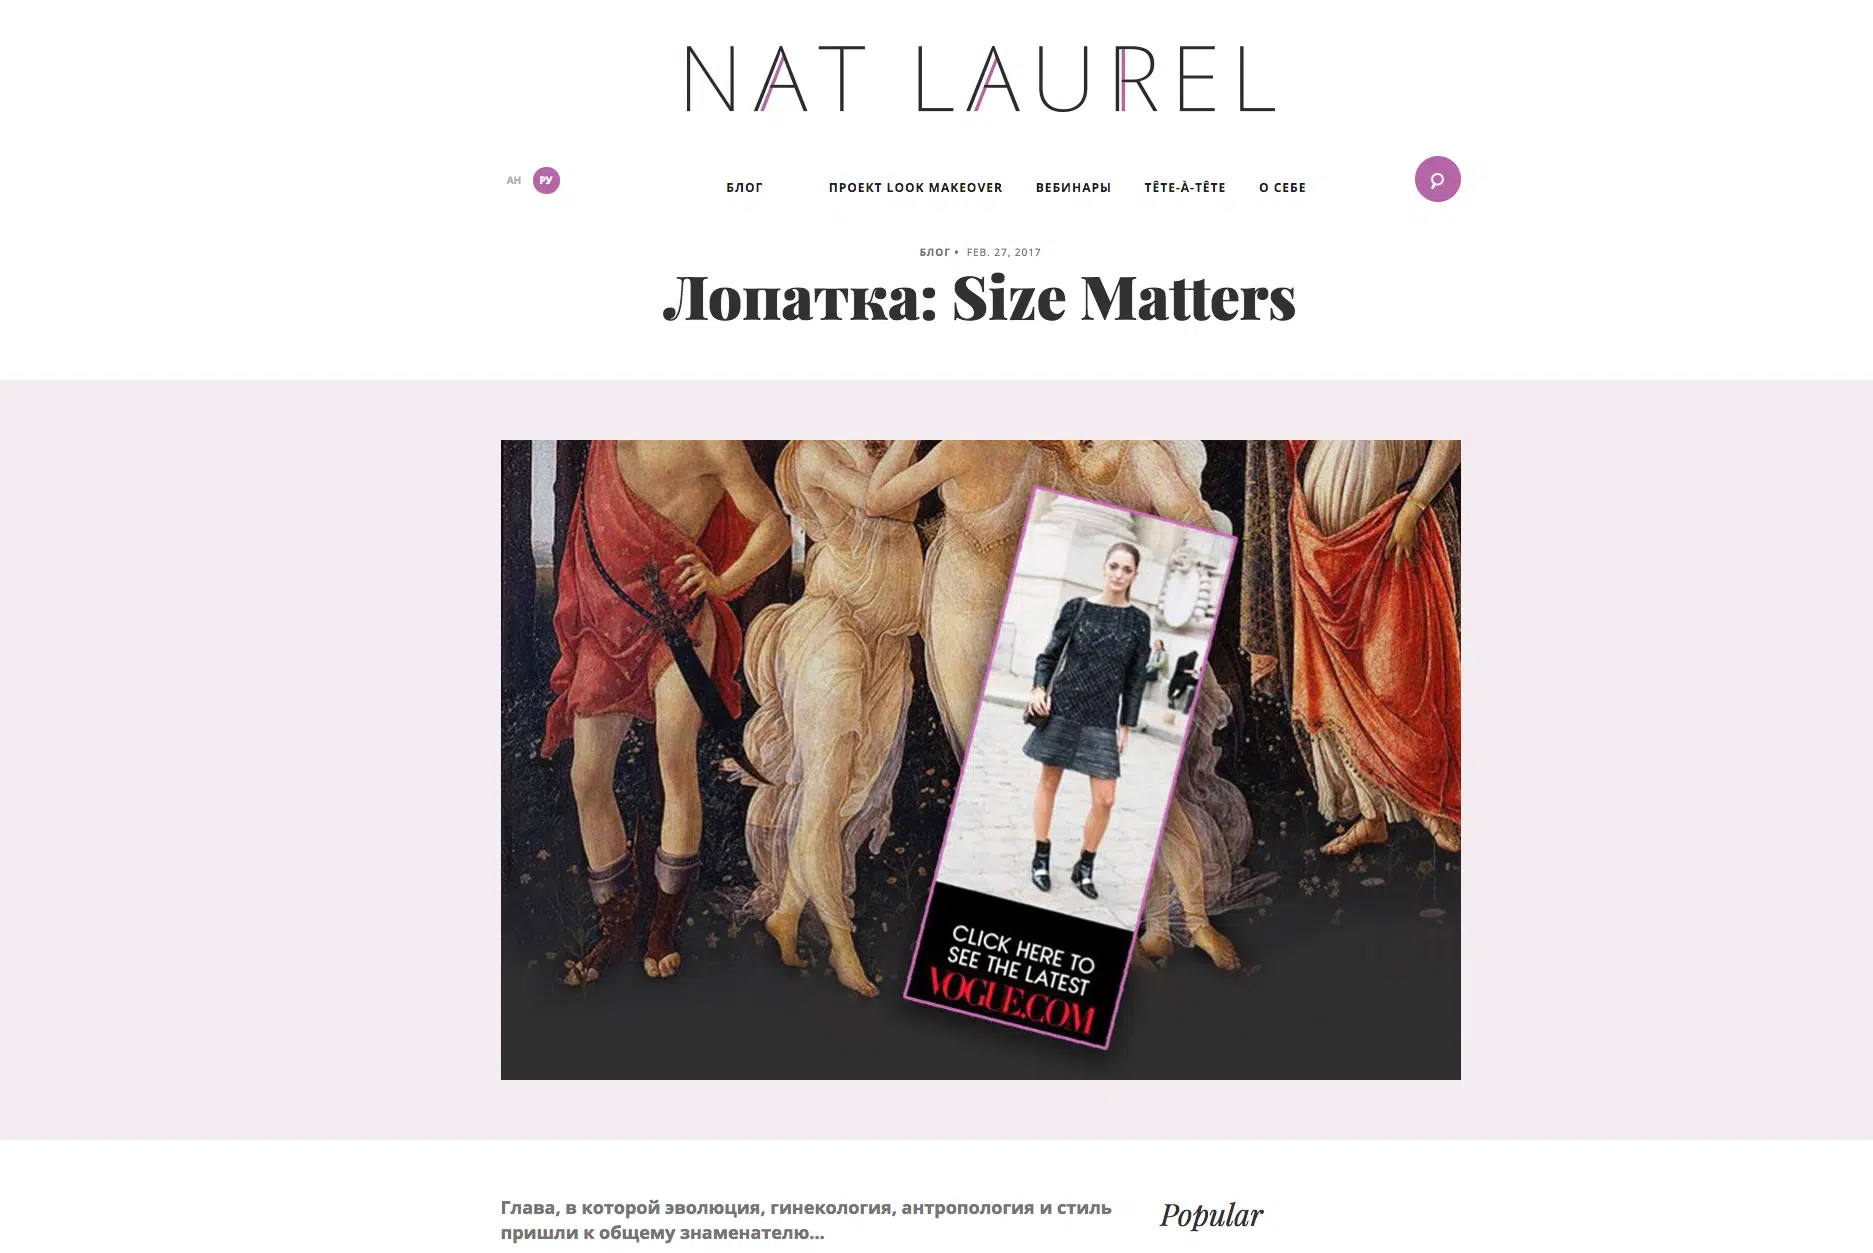 NAT LAUREL
АН РУ
БЛОГ ПРОЕКТ LOOK MAKEOVER ВЕБИНАРЫ TÊTE-À-TÊTE О СЕБЕ
БЛОГ • FEB. 27, 2017
Лопатка: Size Matters
CLICK HERE TO
SEE THE LATEST
VOGUE.COM
Глава, в которой эволюция, гинекология, антропология и стиль
пришли к общему знаменателю...
Popular